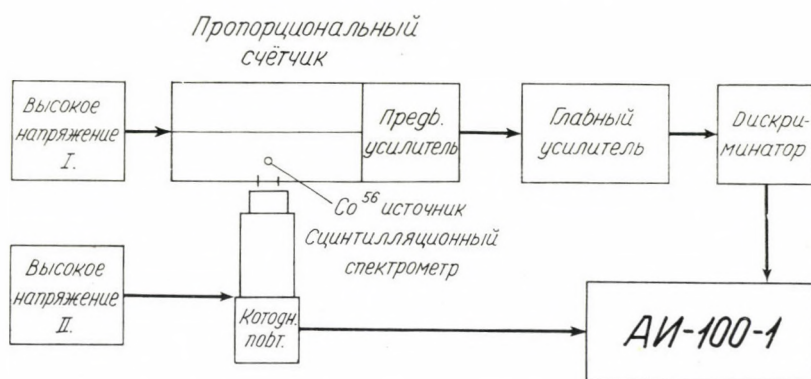 Пропорциональный
счётчик
Высокое
напряжение
I.
Предв.
усилитель
Главный
усилитель
Дискри-
минатор
Co⁵⁶ источник
Сцинтилляционный
спектрометр
Высокое
напряжение
II.
Котодн.
повт.
АИ-100-1